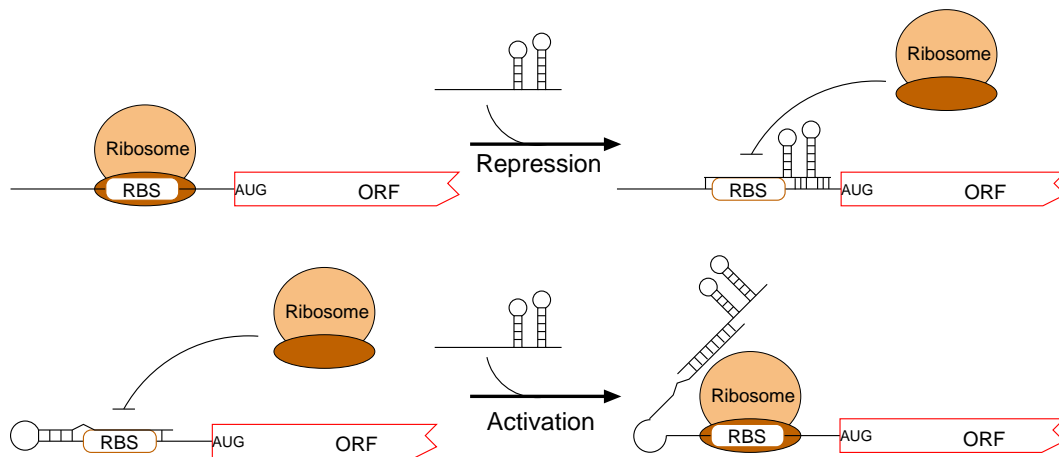 Ribosome
RBS
AUG
ORF
Repression
Ribosome
RBS
AUG
ORF
Ribosome
RBS
AUG
ORF
Activation
Ribosome
RBS
AUG
ORF